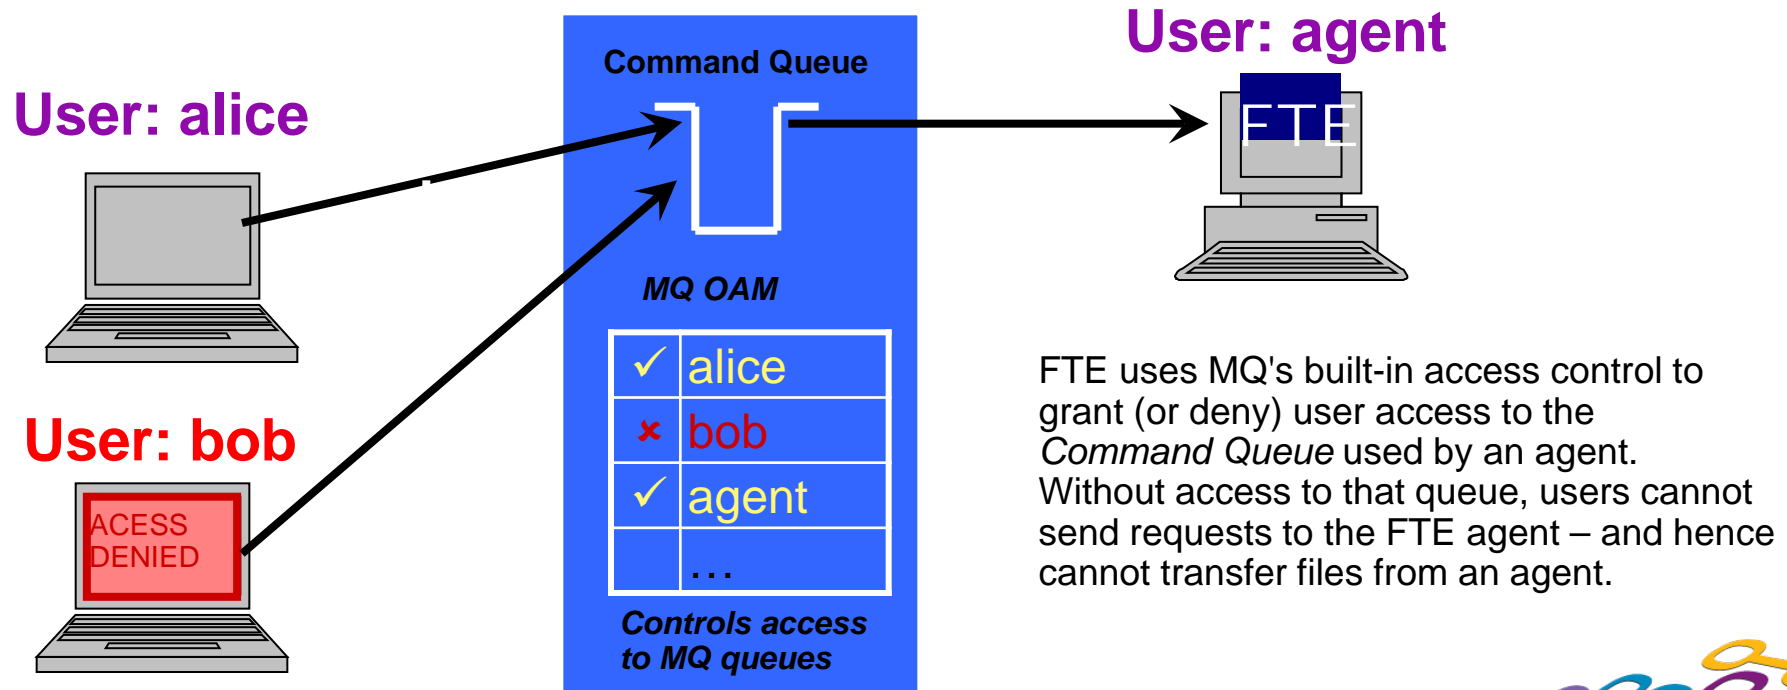 User: alice
User: bob
ACESS
DENIED
Command Queue
MQ OAM
✓ alice
✘ bob
✓ agent
...
Controls access
to MQ queues
User: agent
FTE
FTE uses MQ's built-in access control to
grant (or deny) user access to the
Command Queue used by an agent.
Without access to that queue, users cannot
send requests to the FTE agent – and hence
cannot transfer files from an agent.